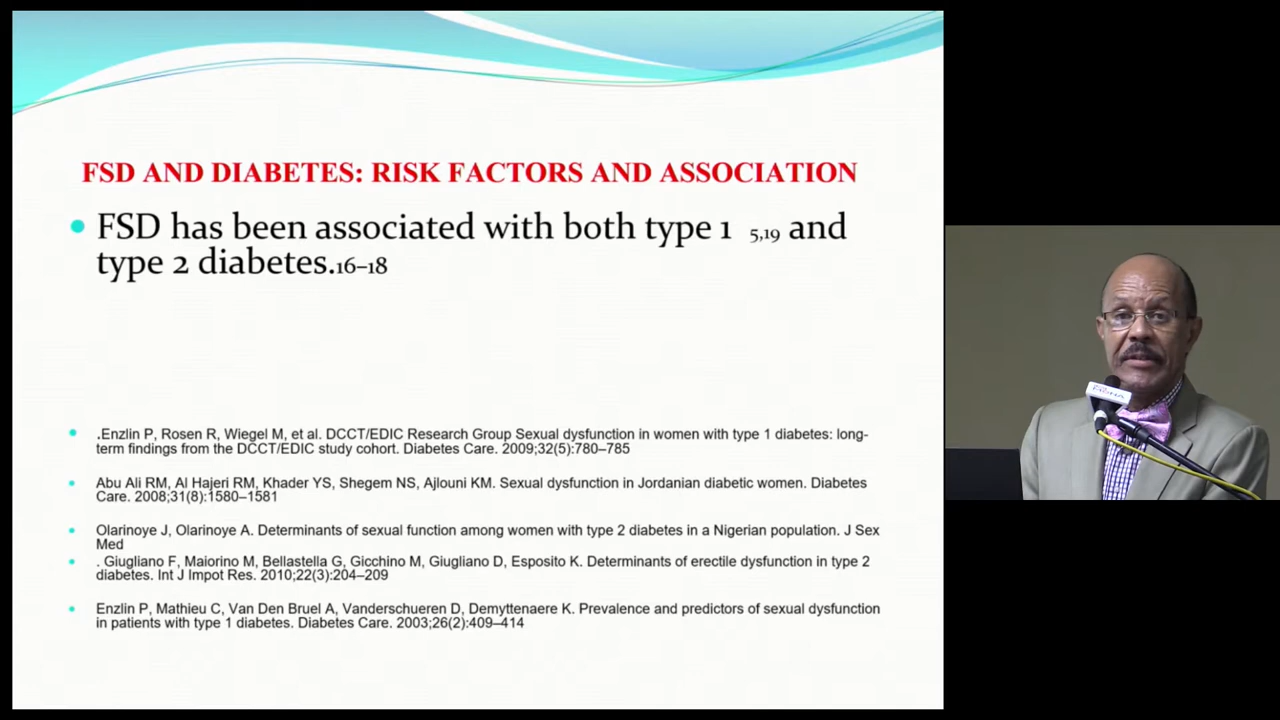 FSD AND DIABETES: RISK FACTORS AND ASSOCIATION
• FSD has been associated with both type 1 5,19 and
type 2 diabetes.16–18
• .Enzlin P, Rosen R, Wiegel M, et al. DCCT/EDIC Research Group Sexual dysfunction in women with type 1 diabetes: long-
term findings from the DCCT/EDIC study cohort. Diabetes Care. 2009;32(5):780–785
• Abu Ali RM, Al Hajeri RM, Khader YS, Shegem NS, Ajlouni KM. Sexual dysfunction in Jordanian diabetic women. Diabetes
Care. 2008;31(8):1580–1581
• Olarinoye J, Olarinoye A. Determinants of sexual function among women with type 2 diabetes in a Nigerian population. J Sex
Med
• . Giugliano F, Maiorino M, Bellastella G, Gicchino M, Giugliano D, Esposito K. Determinants of erectile dysfunction in type 2
diabetes. Int J Impot Res. 2010;22(3):204–209
• Enzlin P, Mathieu C, Van Den Bruel A, Vanderschueren D, Demyttenaere K. Prevalence and predictors of sexual dysfunction
in patients with type 1 diabetes. Diabetes Care. 2003;26(2):409–414